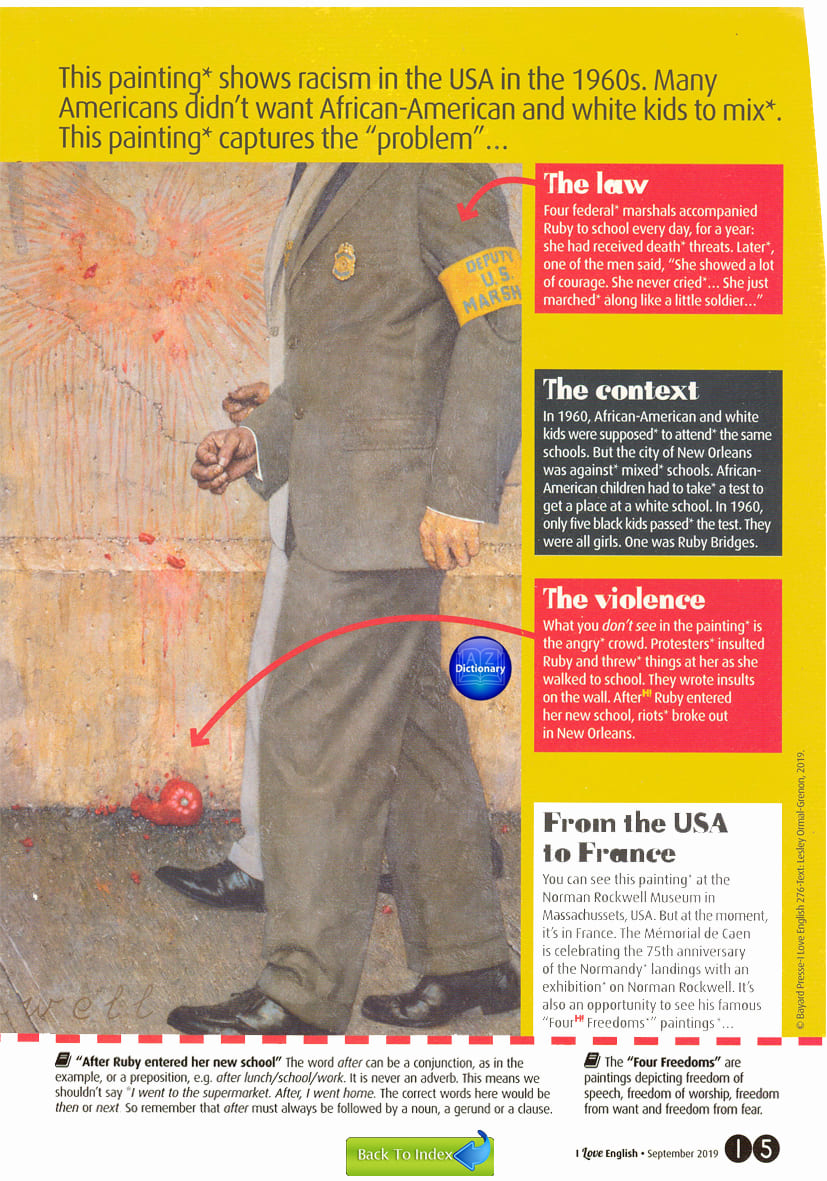 This painting* shows racism in the USA in the 1960s. Many
Americans didn't want African-American and white kids to mix*.
This painting* captures the "problem"…
The law
Four federal* marshals accompanied
Ruby to school every day, for a year:
she had received death* threats. Later*,
one of the men said, "She showed a lot
of courage. She never cried*… She just
marched* along like a little soldier…"
DEPUTY
U.S.
MARSH
The context
In 1960, African-American and white
kids were supposed* to attend* the same
schools. But the city of New Orleans
was against* mixed* schools. African-
American children had to take* a test to
get a place at a white school. In 1960,
only five black kids passed* the test. They
were all girls. One was Ruby Bridges.
The violence
What you don't see in the painting* is
the angry* crowd. Protesters* insulted
Ruby and threw* things at her as she
walked to school. They wrote insults
on the wall. After H! Ruby entered
her new school, riots* broke out
in New Orleans.
A Z
Dictionary
From the USA
to France
You can see this painting* at the
Norman Rockwell Museum in
Massachussets, USA. But at the moment,
it's in France. The Mémorial de Caen
is celebrating the 75th anniversary
of the Normandy* landings with an
exhibition* on Norman Rockwell. It's
also an opportunity to see his famous
"Four H! Freedoms*" paintings*…
© Bayard Presse-I Love English 276-Text: Lesley Ormal-Grenon, 2019.
well
"After Ruby entered her new school" The word after can be a conjunction, as in the
example, or a preposition, e.g. after lunch/school/work. It is never an adverb. This means we
shouldn't say *I went to the supermarket. After, I went home. The correct words here would be
then or next. So remember that after must always be followed by a noun, a gerund or a clause.
The "Four Freedoms" are
paintings depicting freedom of
speech, freedom of worship, freedom
from want and freedom from fear.
Back To Index
I Love English • September 2019 15